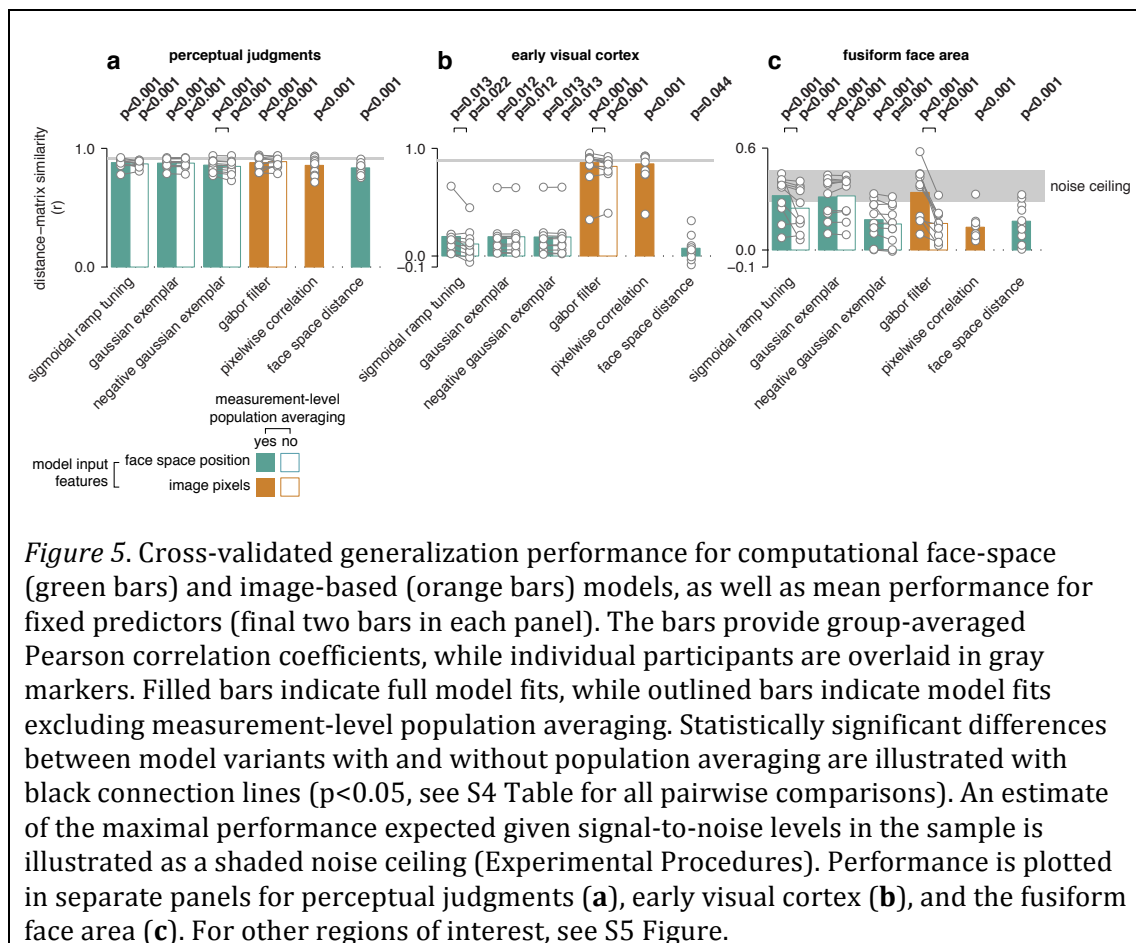 a perceptual judgments
p<0.001 p<0.001 p<0.001 p<0.001 p<0.001 p<0.001 p<0.001 p<0.001 p<0.001 p<0.001
distance−matrix similarity
(r)
1.0
0.0
sigmoidal ramp tuning
gaussian exemplar
negative gaussian exemplar
gabor filter
pixelwise correlation
face space distance
b early visual cortex
p=0.013 p=0.022 p=0.012 p=0.012 p=0.013 p=0.013 p<0.001 p<0.001 p<0.001 p=0.044
1.0
0.0
−0.1
sigmoidal ramp tuning
gaussian exemplar
negative gaussian exemplar
gabor filter
pixelwise correlation
face space distance
c fusiform face area
p<0.001 p<0.001 p<0.001 p<0.001 p<0.001 p=0.001 p<0.001 p<0.001 p<0.001 p<0.001
0.6
0.0
−0.1
noise ceiling
sigmoidal ramp tuning
gaussian exemplar
negative gaussian exemplar
gabor filter
pixelwise correlation
face space distance
measurement-level
population averaging
yes no
model input
features
face space position
image pixels
Figure 5. Cross-validated generalization performance for computational face-space
(green bars) and image-based (orange bars) models, as well as mean performance for
fixed predictors (final two bars in each panel). The bars provide group-averaged
Pearson correlation coefficients, while individual participants are overlaid in gray
markers. Filled bars indicate full model fits, while outlined bars indicate model fits
excluding measurement-level population averaging. Statistically significant differences
between model variants with and without population averaging are illustrated with
black connection lines (p<0.05, see S4 Table for all pairwise comparisons). An estimate
of the maximal performance expected given signal-to-noise levels in the sample is
illustrated as a shaded noise ceiling (Experimental Procedures). Performance is plotted
in separate panels for perceptual judgments (a), early visual cortex (b), and the fusiform
face area (c). For other regions of interest, see S5 Figure.